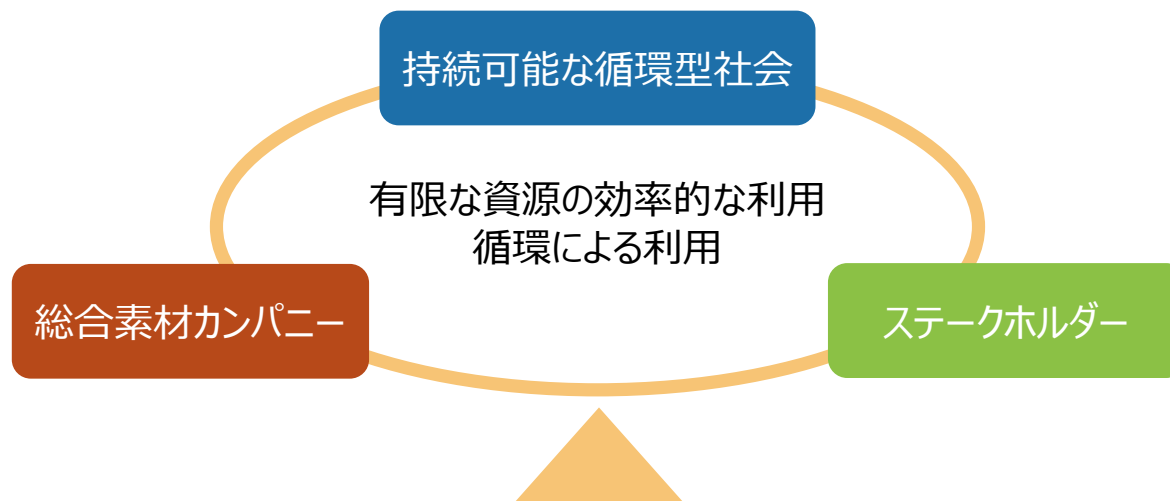 持続可能な循環型社会
有限な資源の効率的な利用
循環による利用
総合素材カンパニー
ステークホルダー